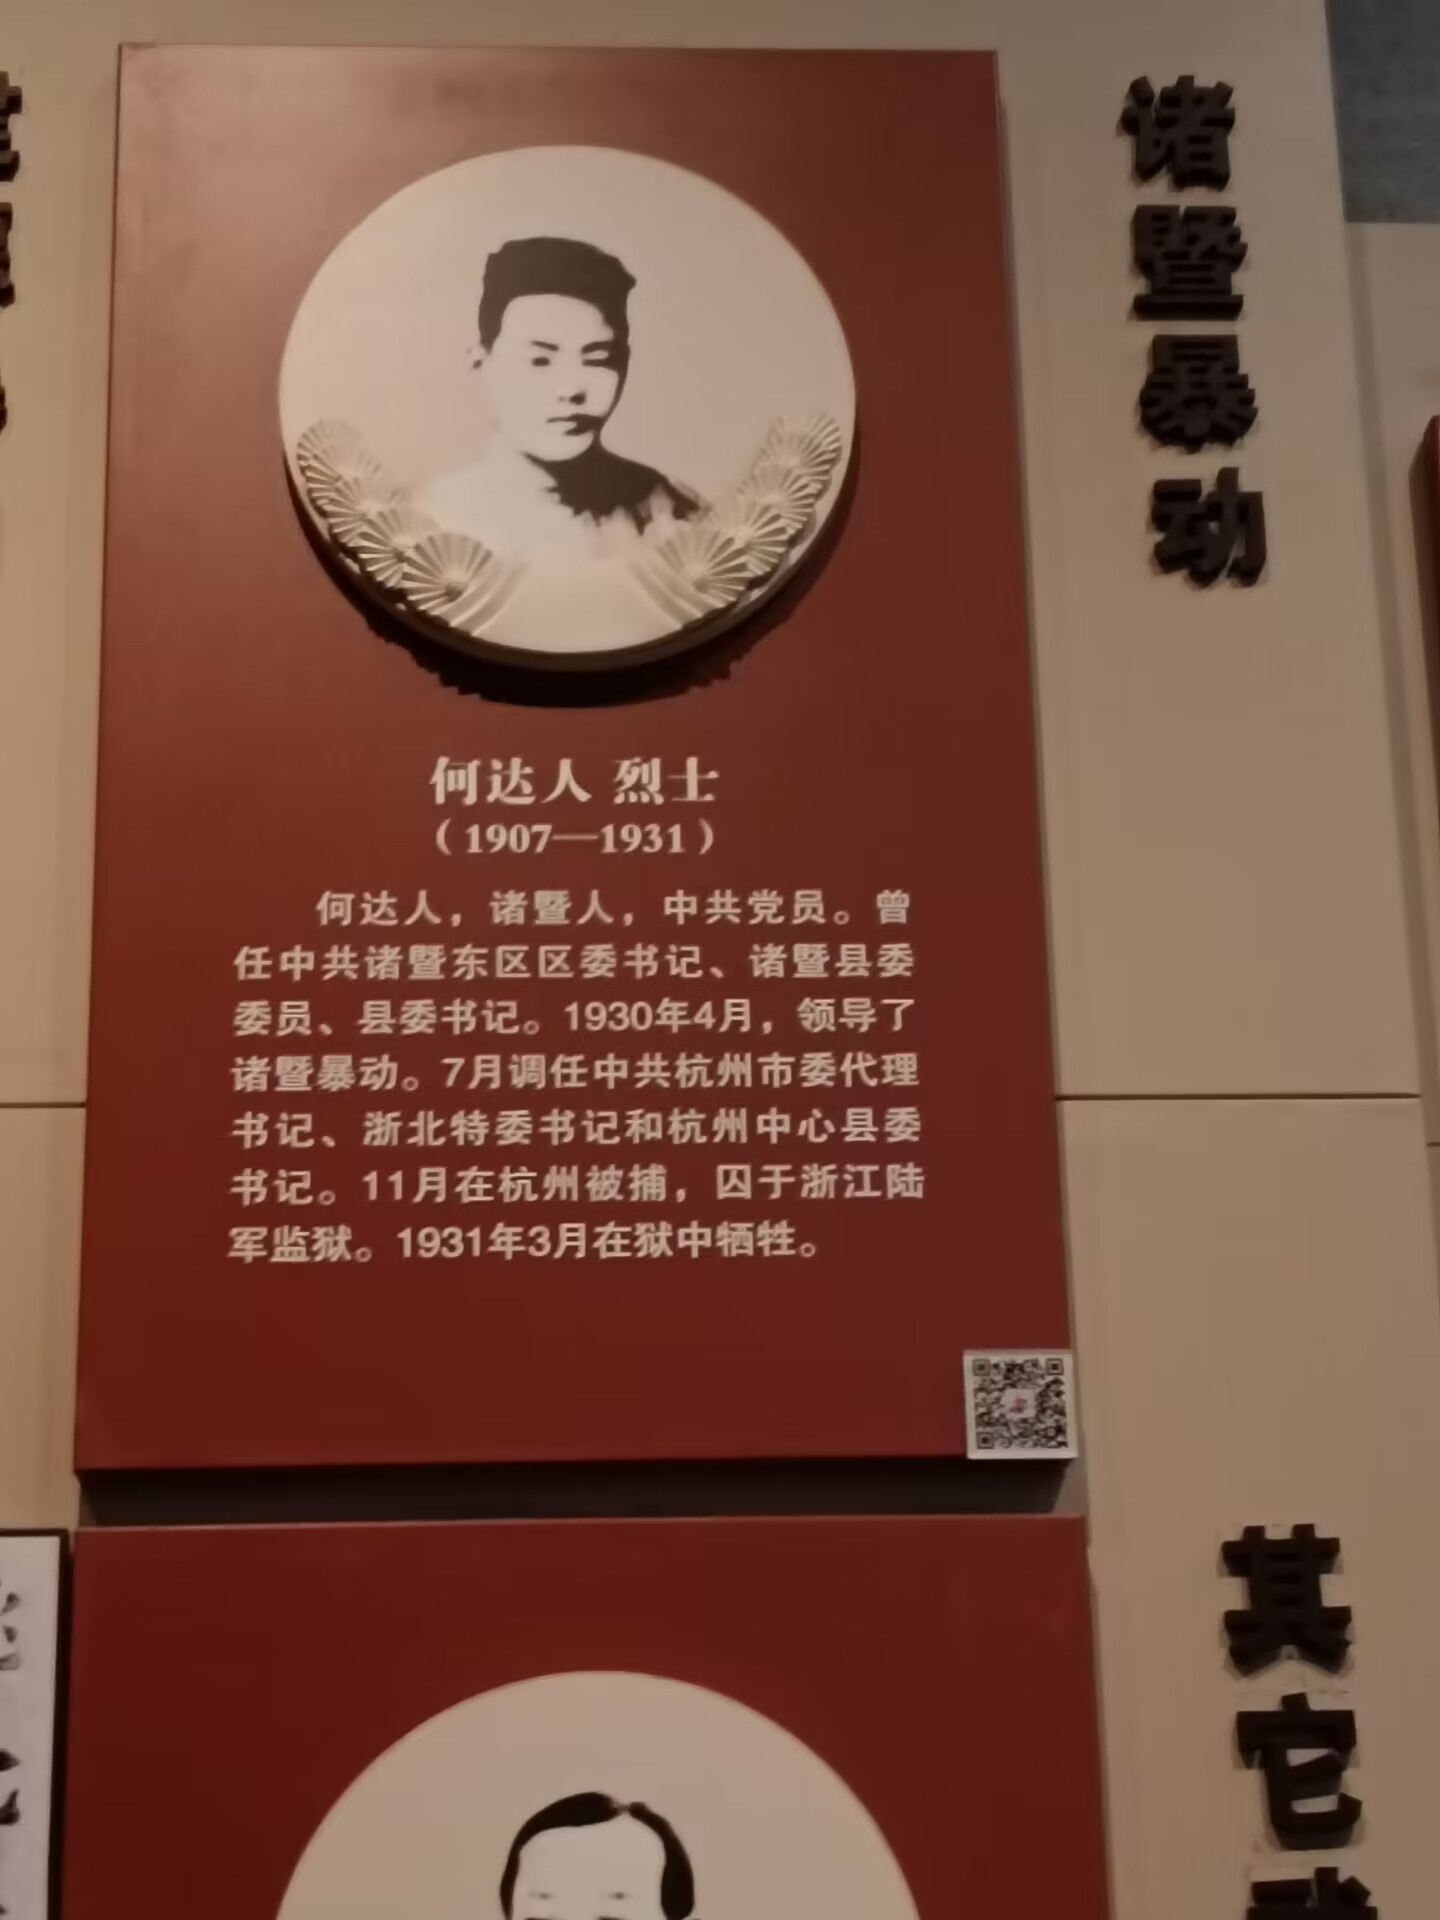 诸暨暴动
何达人 烈士
（1907—1931）
何达人，诸暨人，中共党员。曾
任中共诸暨东区区委书记、诸暨县委
委员、县委书记。1930年4月，领导了
诸暨暴动。7月调任中共杭州市委代理
书记、浙北特委书记和杭州中心县委
书记。11月在杭州被捕，囚于浙江陆
军监狱。1931年3月在狱中牺牲。
其它